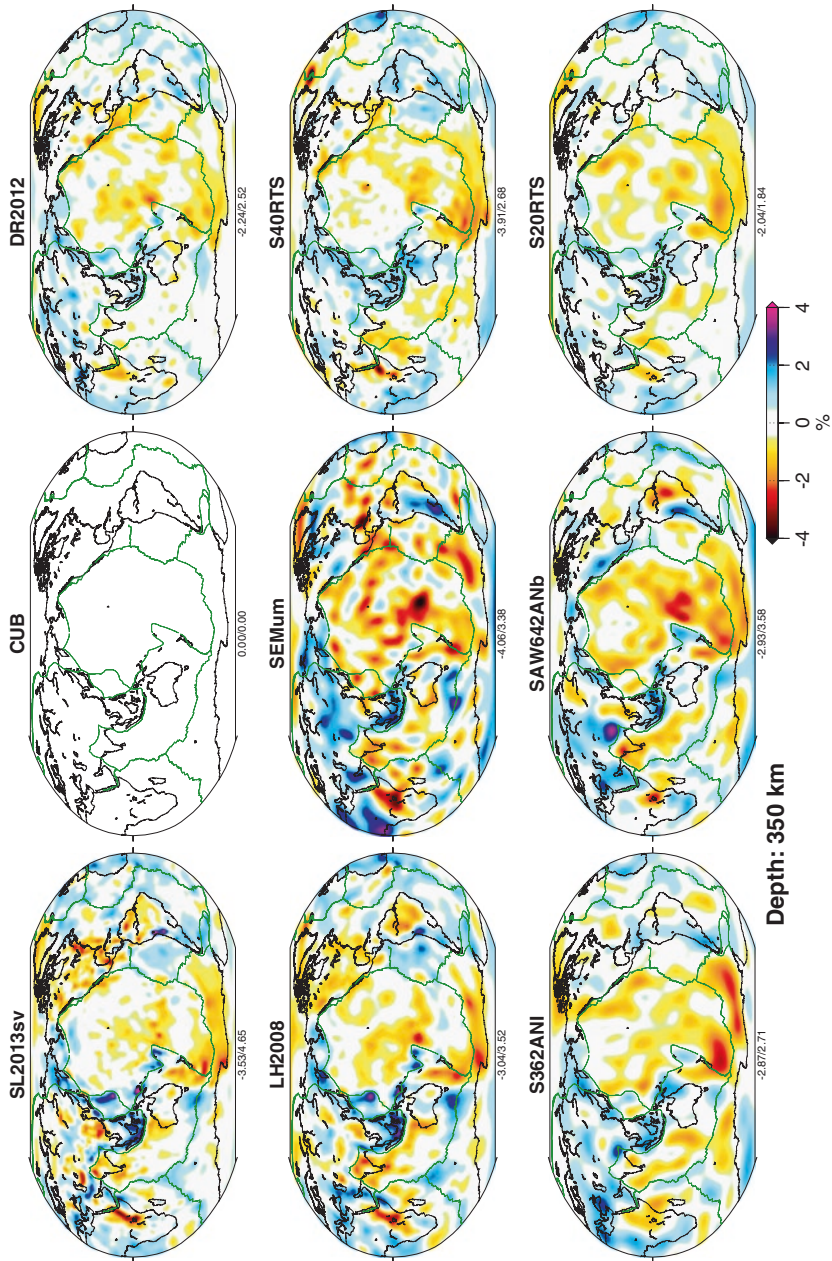 SL2013sv
CUB
DR2012
-3.53/4.65
0.00/0.00
-2.24/2.52
LH2008
SEMum
S40RTS
-3.04/3.52
-4.06/3.38
-3.91/2.68
S362ANI
SAW642ANb
S20RTS
-2.87/2.71
-2.93/3.58
-2.04/1.84
Depth: 350 km
-4 -2 0 2 4
%